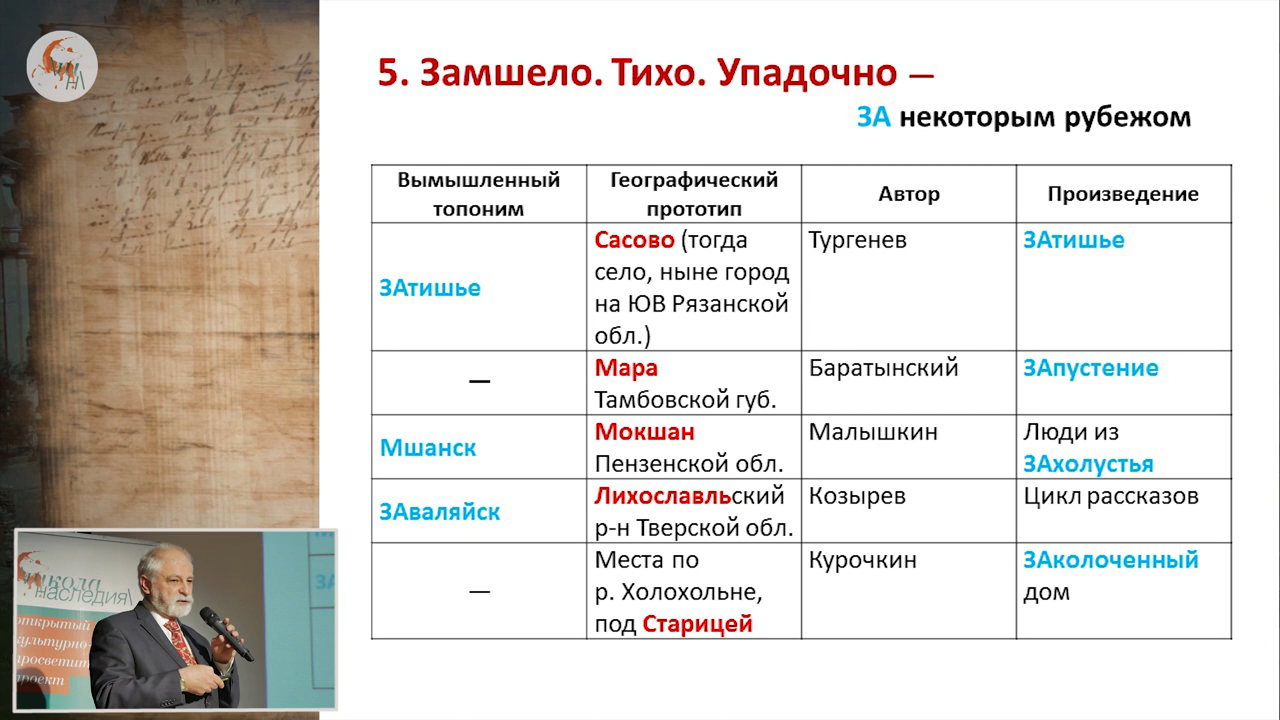 5. Замшело. Тихо. Упадочно —
ЗА некоторым рубежом
Вымышленный топоним
Географический прототип
Автор
Произведение
ЗАтишье
Сасово (тогда
село, ныне город
на ЮВ Рязанской
обл.)
Тургенев
ЗАтишье
—
Мара
Тамбовской губ.
Баратынский
ЗАпустение
Мшанск
Мокшан
Пензенской обл.
Малышкин
Люди из
ЗАхолустья
ЗАваляйск
Лихославльский
р-н Тверской обл.
Козырев
Цикл рассказов
—
Места по
р. Холохольне,
под Старицей
Курочкин
ЗАколоченный
дом
школа
наследия
открытый
культурно-
просветит
проект